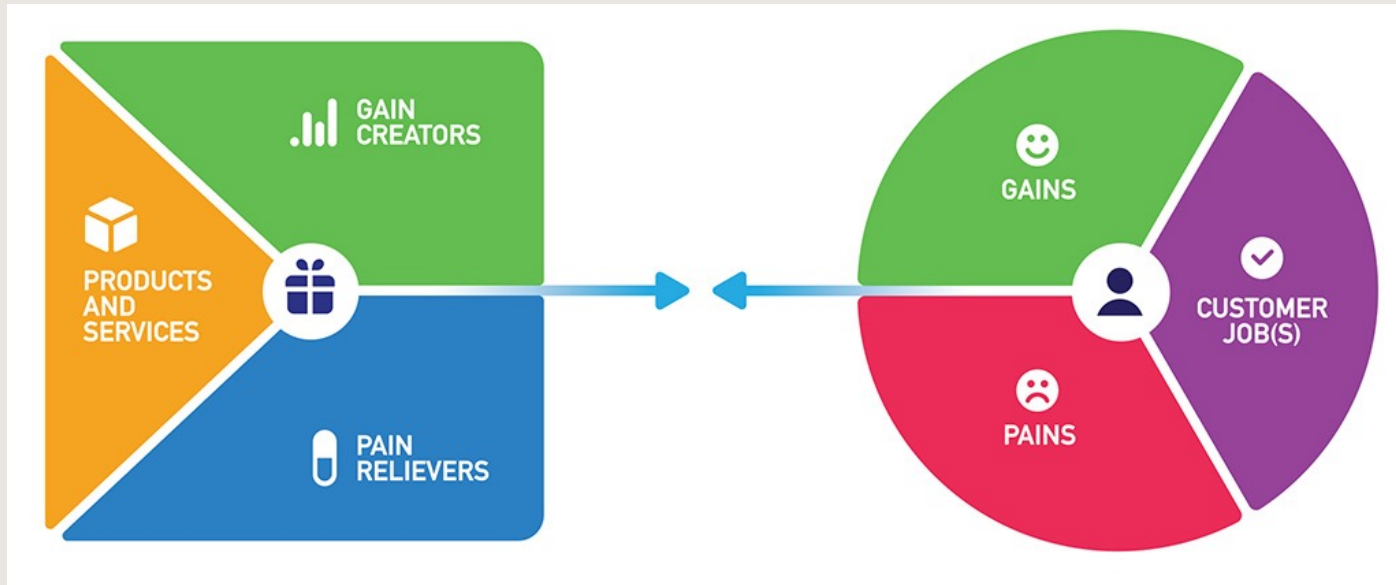 GAIN
CREATORS
PRODUCTS
AND
SERVICES
PAIN
RELIEVERS
GAINS
CUSTOMER
JOB(S)
PAINS